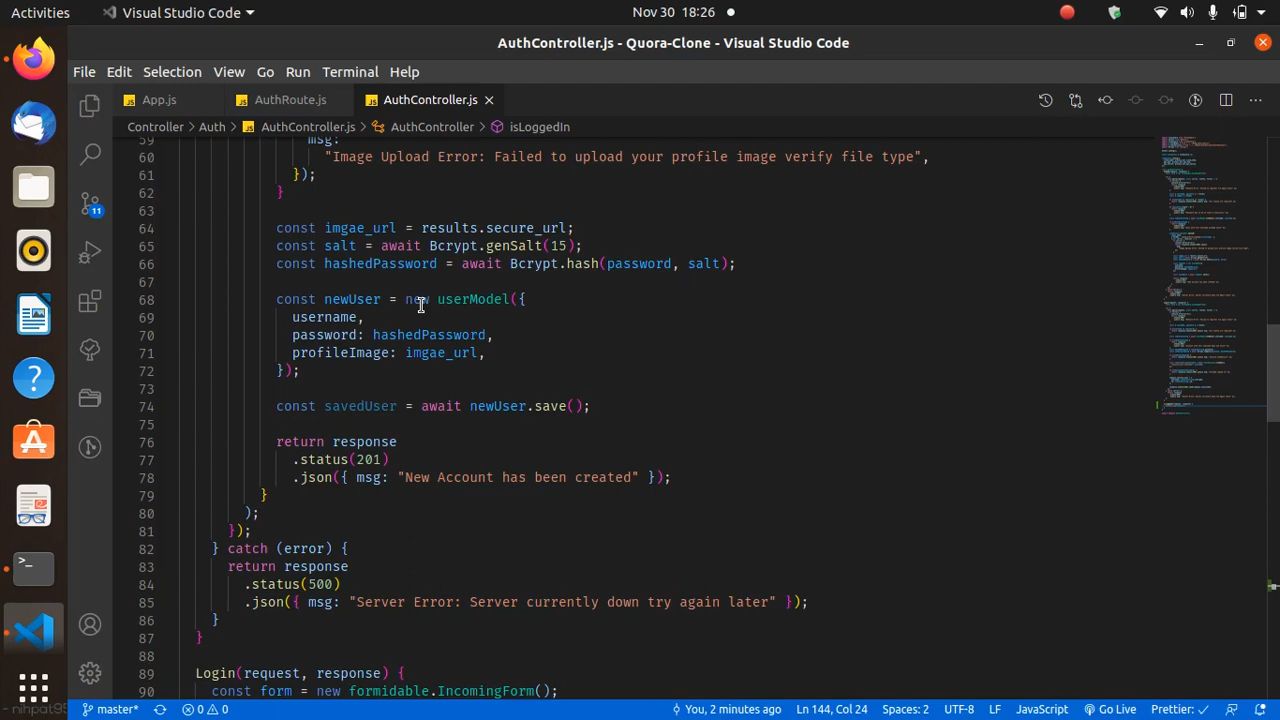 Activities
Visual Studio Code
Nov 30 18:26
AuthController.js - Quora-Clone - Visual Studio Code
File Edit Selection View Go Run Terminal Help
App.js
AuthRoute.js
AuthController.js
Controller Auth AuthController.js AuthController isLoggedIn
59 msg:
60 "Image Upload Error: Failed to upload your profile image verify file type",
61 });
62 }
63
64 const imgae_url = results.secure_url;
65 const salt = await Bcrypt.genSalt(15);
66 const hashedPassword = await Bcrypt.hash(password, salt);
67
68 const newUser = new userModel({
69 username,
70 password: hashedPassword,
71 profileImage: imgae_url,
72 });
73
74 const savedUser = await newUser.save();
75
76 return response
77 .status(201)
78 .json({ msg: "New Account has been created" });
79 }
80 );
81 });
82 } catch (error) {
83 return response
84 .status(500)
85 .json({ msg: "Server Error: Server currently down try again later" });
86 }
87 }
88
89 Login(request, response) {
90 const form = new formidable.IncomingForm();
11
master* 0 0 You, 2 minutes ago Ln 144, Col 24 Spaces: 2 UTF-8 LF JavaScript Go Live Prettier: ✓